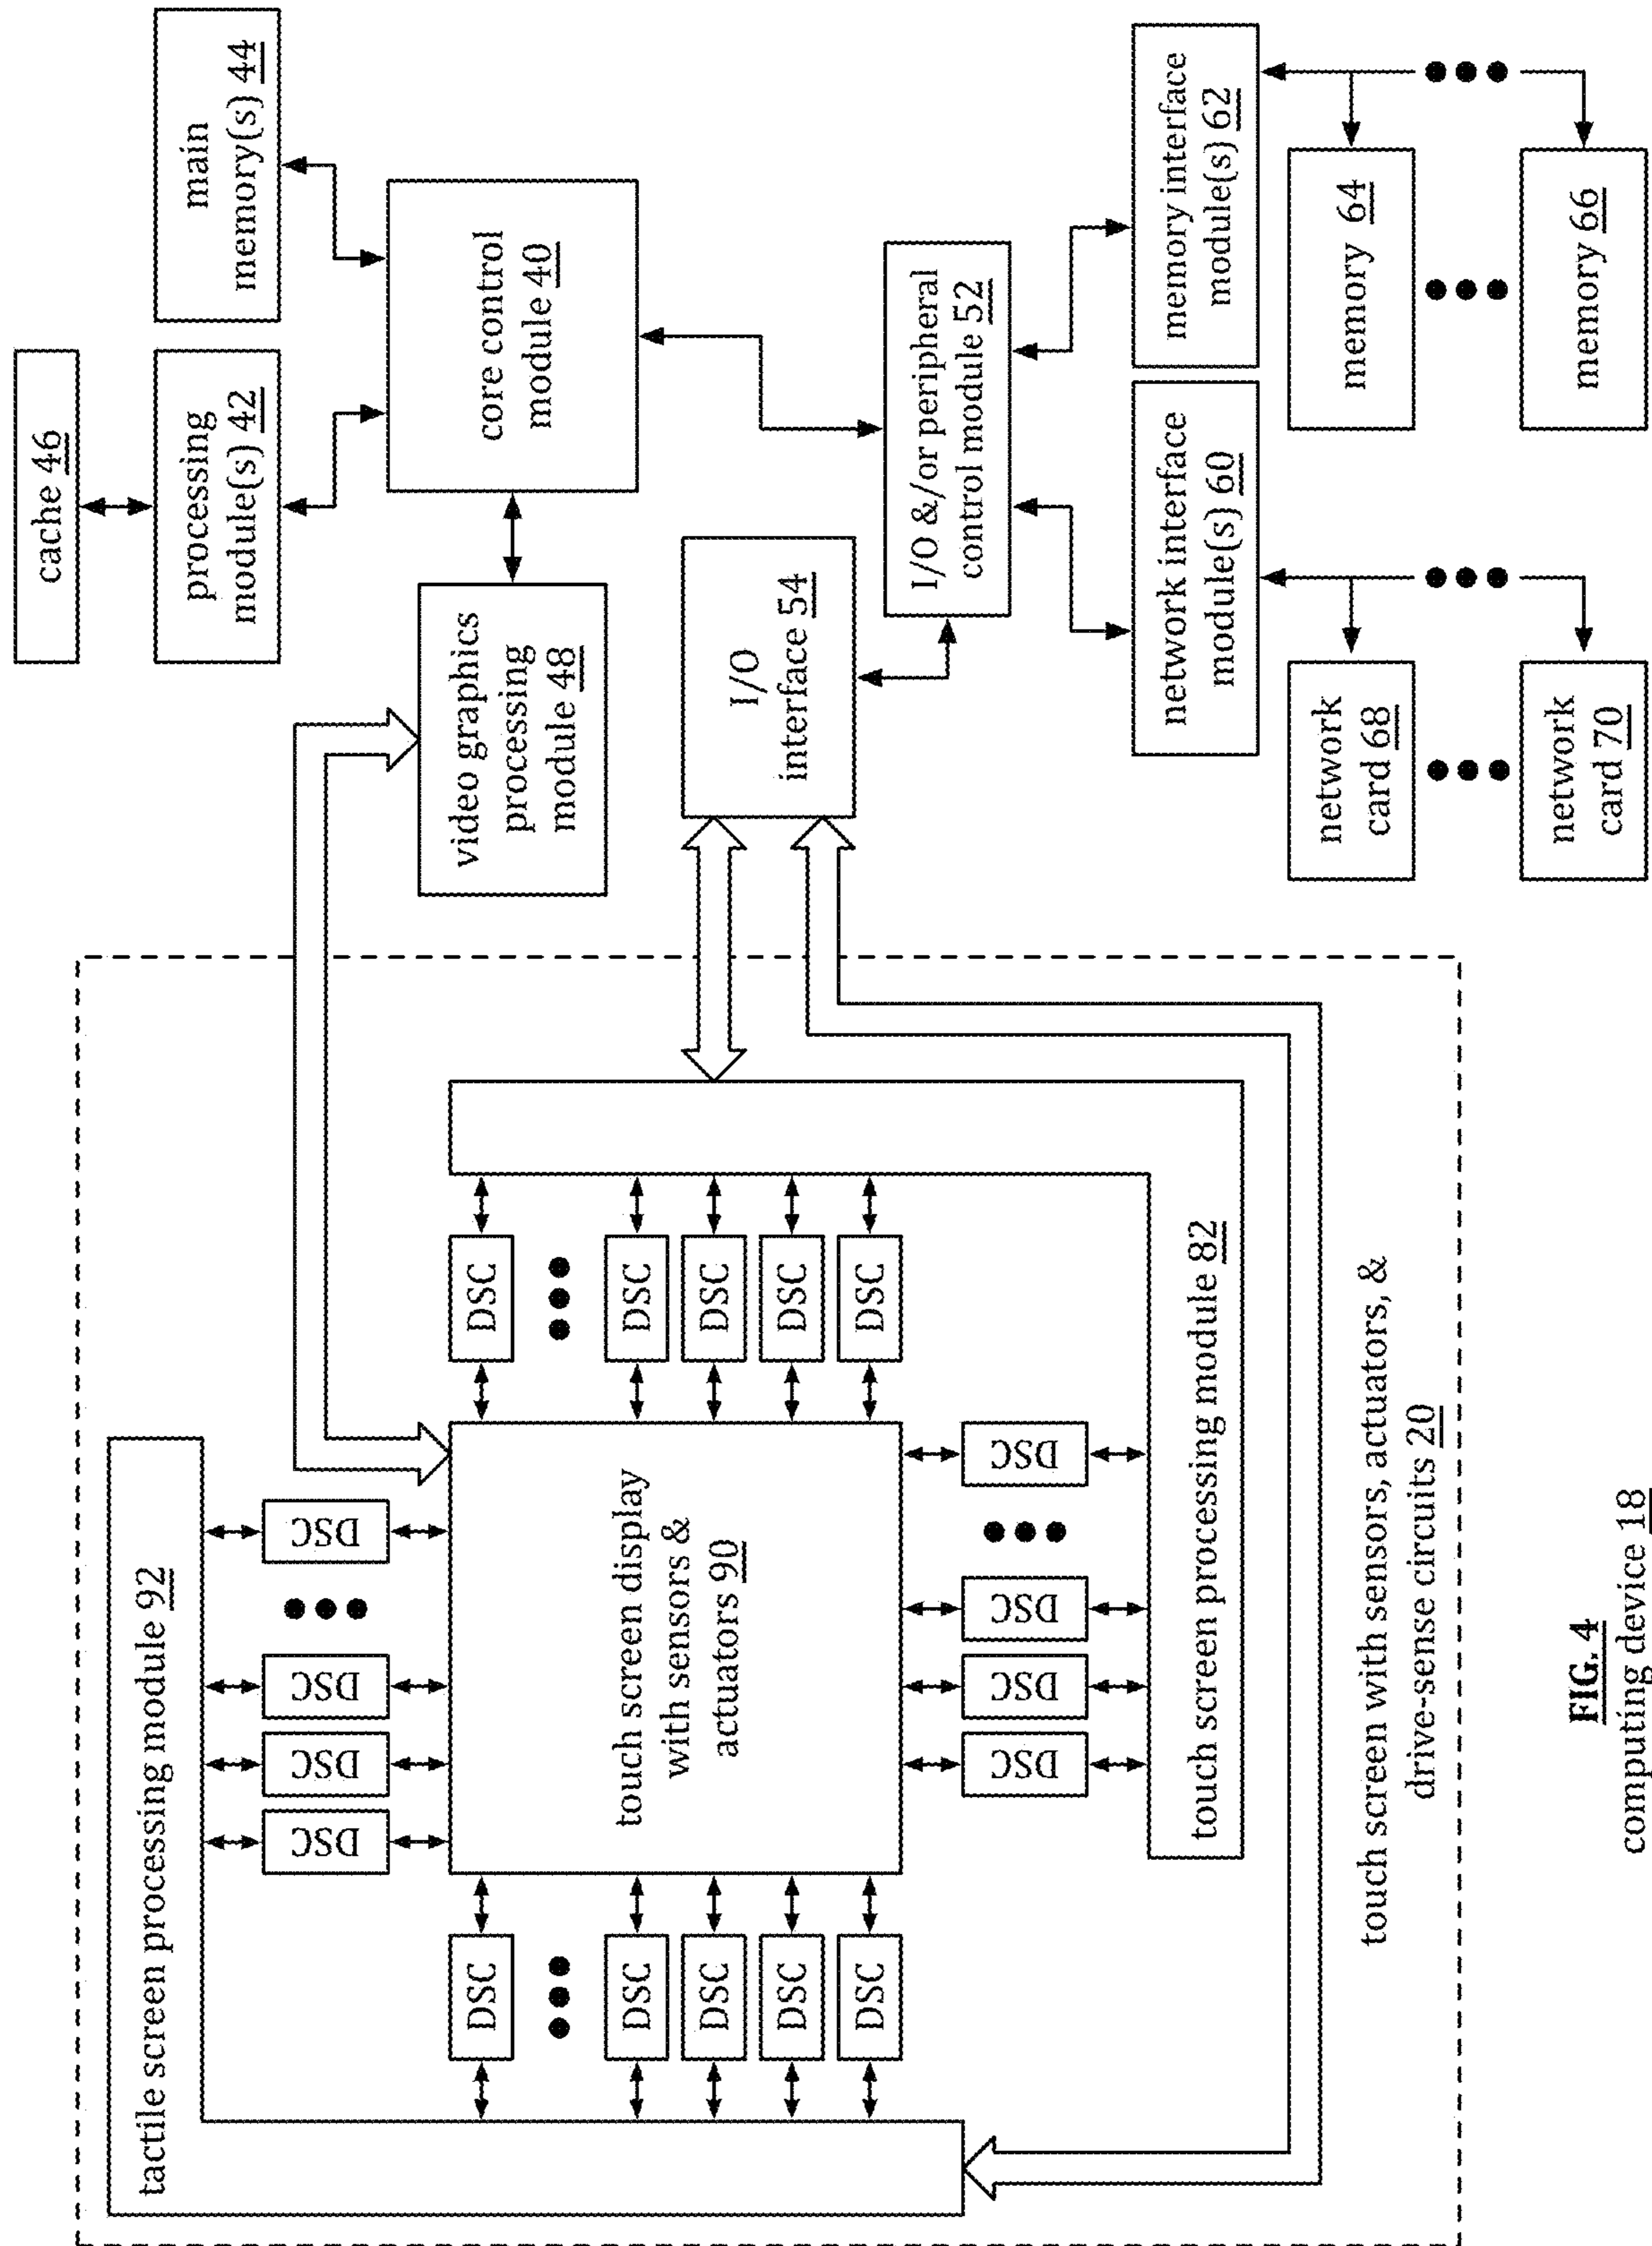 cache 46
processing
module(s) 42
main
memory(s) 44
video graphics
processing
module 48
core control
module 40
I/O
interface 54
I/O &/or peripheral
control module 52
network interface
module(s) 60
memory interface
module(s) 62
network
card 68
memory 64
network
card 70
memory 66
tactile screen processing module 92
DSC
DSC
DSC
DSC
DSC
DSC
DSC
DSC
DSC
touch screen display
with sensors &
actuators 90
DSC
DSC
DSC
DSC
DSC
DSC
DSC
DSC
DSC
touch screen processing module 82
touch screen with sensors, actuators, &
drive-sense circuits 20
FIG. 4
computing device 18